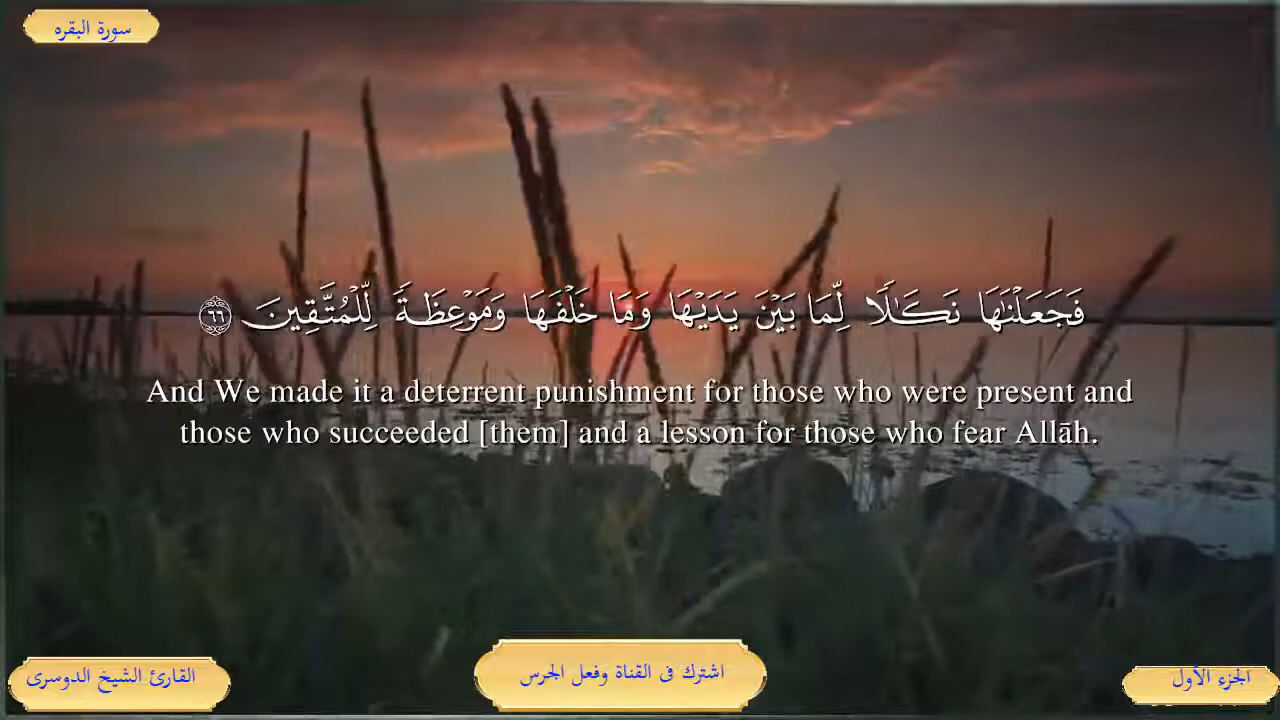 سورة البقره
فَجَعَلْنَٰهَا نَكَٰلًا لِّمَا بَيْنَ يَدَيْهَا وَمَا خَلْفَهَا وَمَوْعِظَةً لِّلْمُتَّقِينَ ٦٦
And We made it a deterrent punishment for those who were present and
those who succeeded [them] and a lesson for those who fear Allāh.
الجزء الأول
اشترك فى القناة وفعل الجرس
القارئ الشيخ الدوسرى